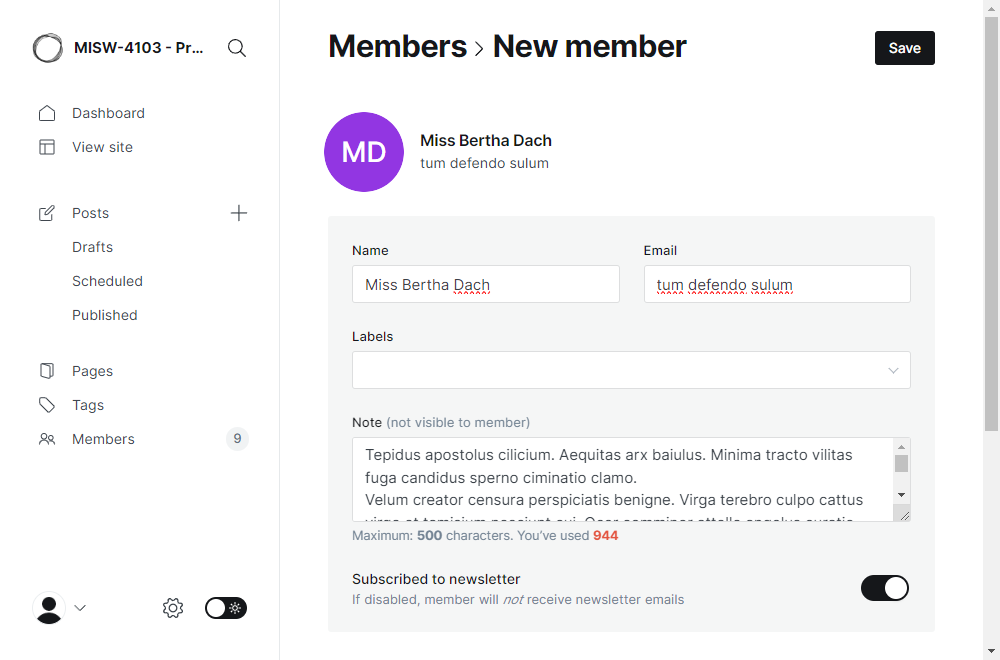 MISW-4103 - Pr...
Dashboard
View site
Posts
Drafts
Scheduled
Published
Pages
Tags
Members 9
Members > New member
Save
MD
Miss Bertha Dach
tum defendo sulum
Name
Miss Bertha Dach
Email
tum defendo sulum
Labels
Note (not visible to member)
Tepidus apostolus cilicium. Aequitas arx baiulus. Minima tracto vilitas
fuga candidus sperno ciminatio clamo.
Velum creator censura perspiciatis benigne. Virga terebro culpo cattus
Maximum: 500 characters. You've used 944
Subscribed to newsletter
If disabled, member will not receive newsletter emails